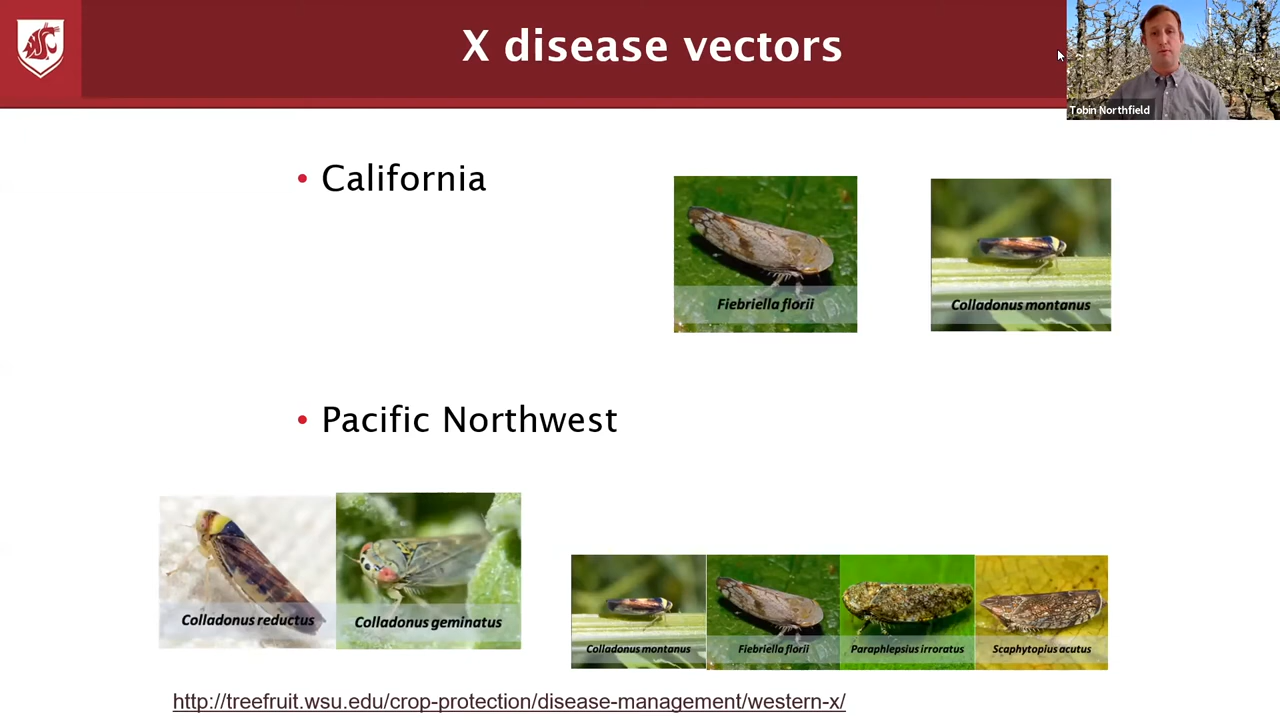 X disease vectors
Tobin Northfield
• California
Fiebriella florii
Colladonus montanus
• Pacific Northwest
Colladonus reductus
Colladonus geminatus
Colladonus montanus
Fiebriella florii
Paraphlepsius irroratus
Scaphytopius acutus
http://treefruit.wsu.edu/crop-protection/disease-management/western-x/